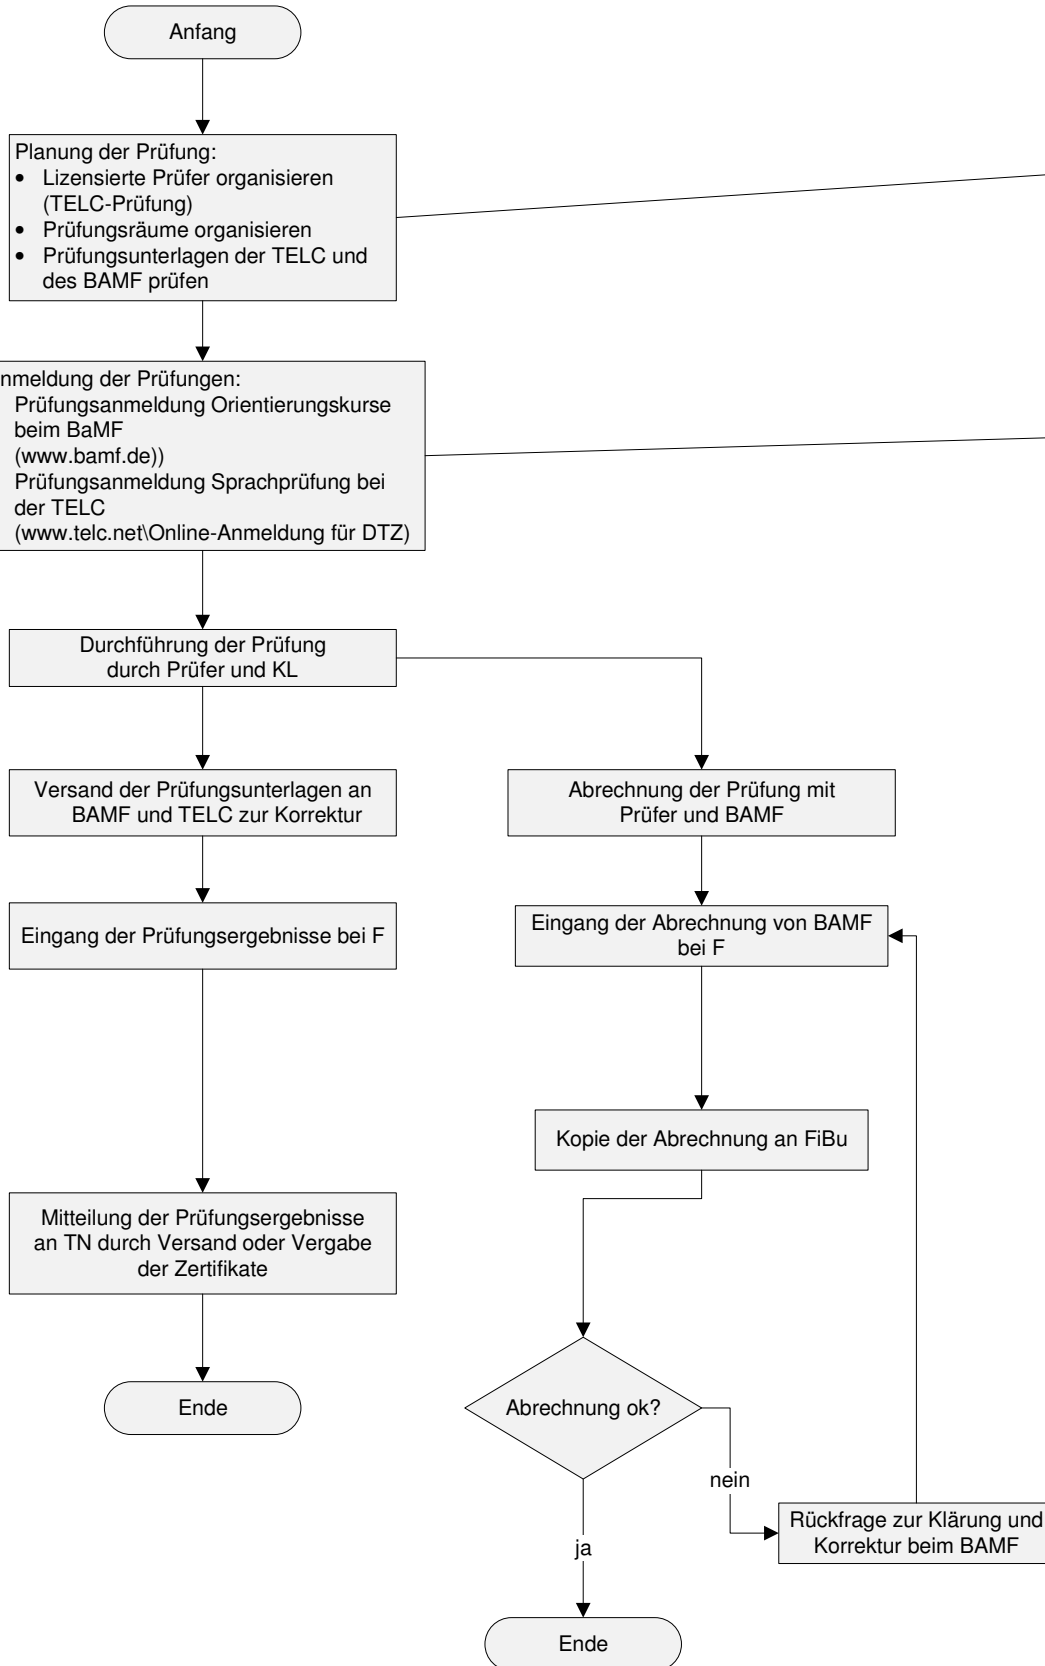 Anfang
Planung der Prüfung:
• Lizensierte Prüfer organisieren
(TELC-Prüfung)
• Prüfungsräume organisieren
• Prüfungsunterlagen der TELC und
des BAMF prüfen
nmeldung der Prüfungen:
Prüfungsanmeldung Orientierungskurse
beim BaMF
(www.bamf.de))
Prüfungsanmeldung Sprachprüfung bei
der TELC
(www.telc.net\Online-Anmeldung für DTZ)
Durchführung der Prüfung
durch Prüfer und KL
Versand der Prüfungsunterlagen an
BAMF und TELC zur Korrektur
Eingang der Prüfungsergebnisse bei F
Mitteilung der Prüfungsergebnisse
an TN durch Versand oder Vergabe
der Zertifikate
Ende
Abrechnung der Prüfung mit
Prüfer und BAMF
Eingang der Abrechnung von BAMF
bei F
Kopie der Abrechnung an FiBu
Abrechnung ok?
nein
Rückfrage zur Klärung und
Korrektur beim BAMF
ja
Ende